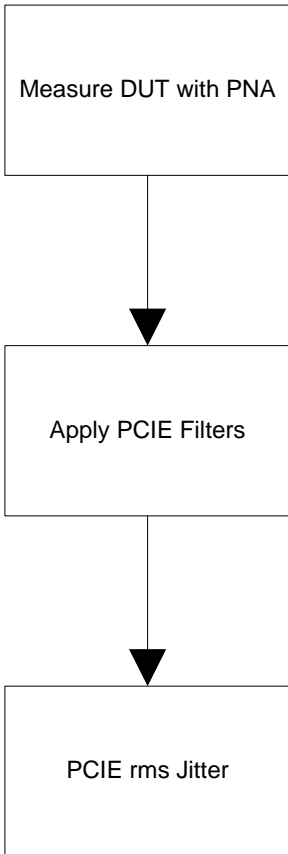 Measure DUT with PNA
Apply PCIE Filters
PCIE rms Jitter